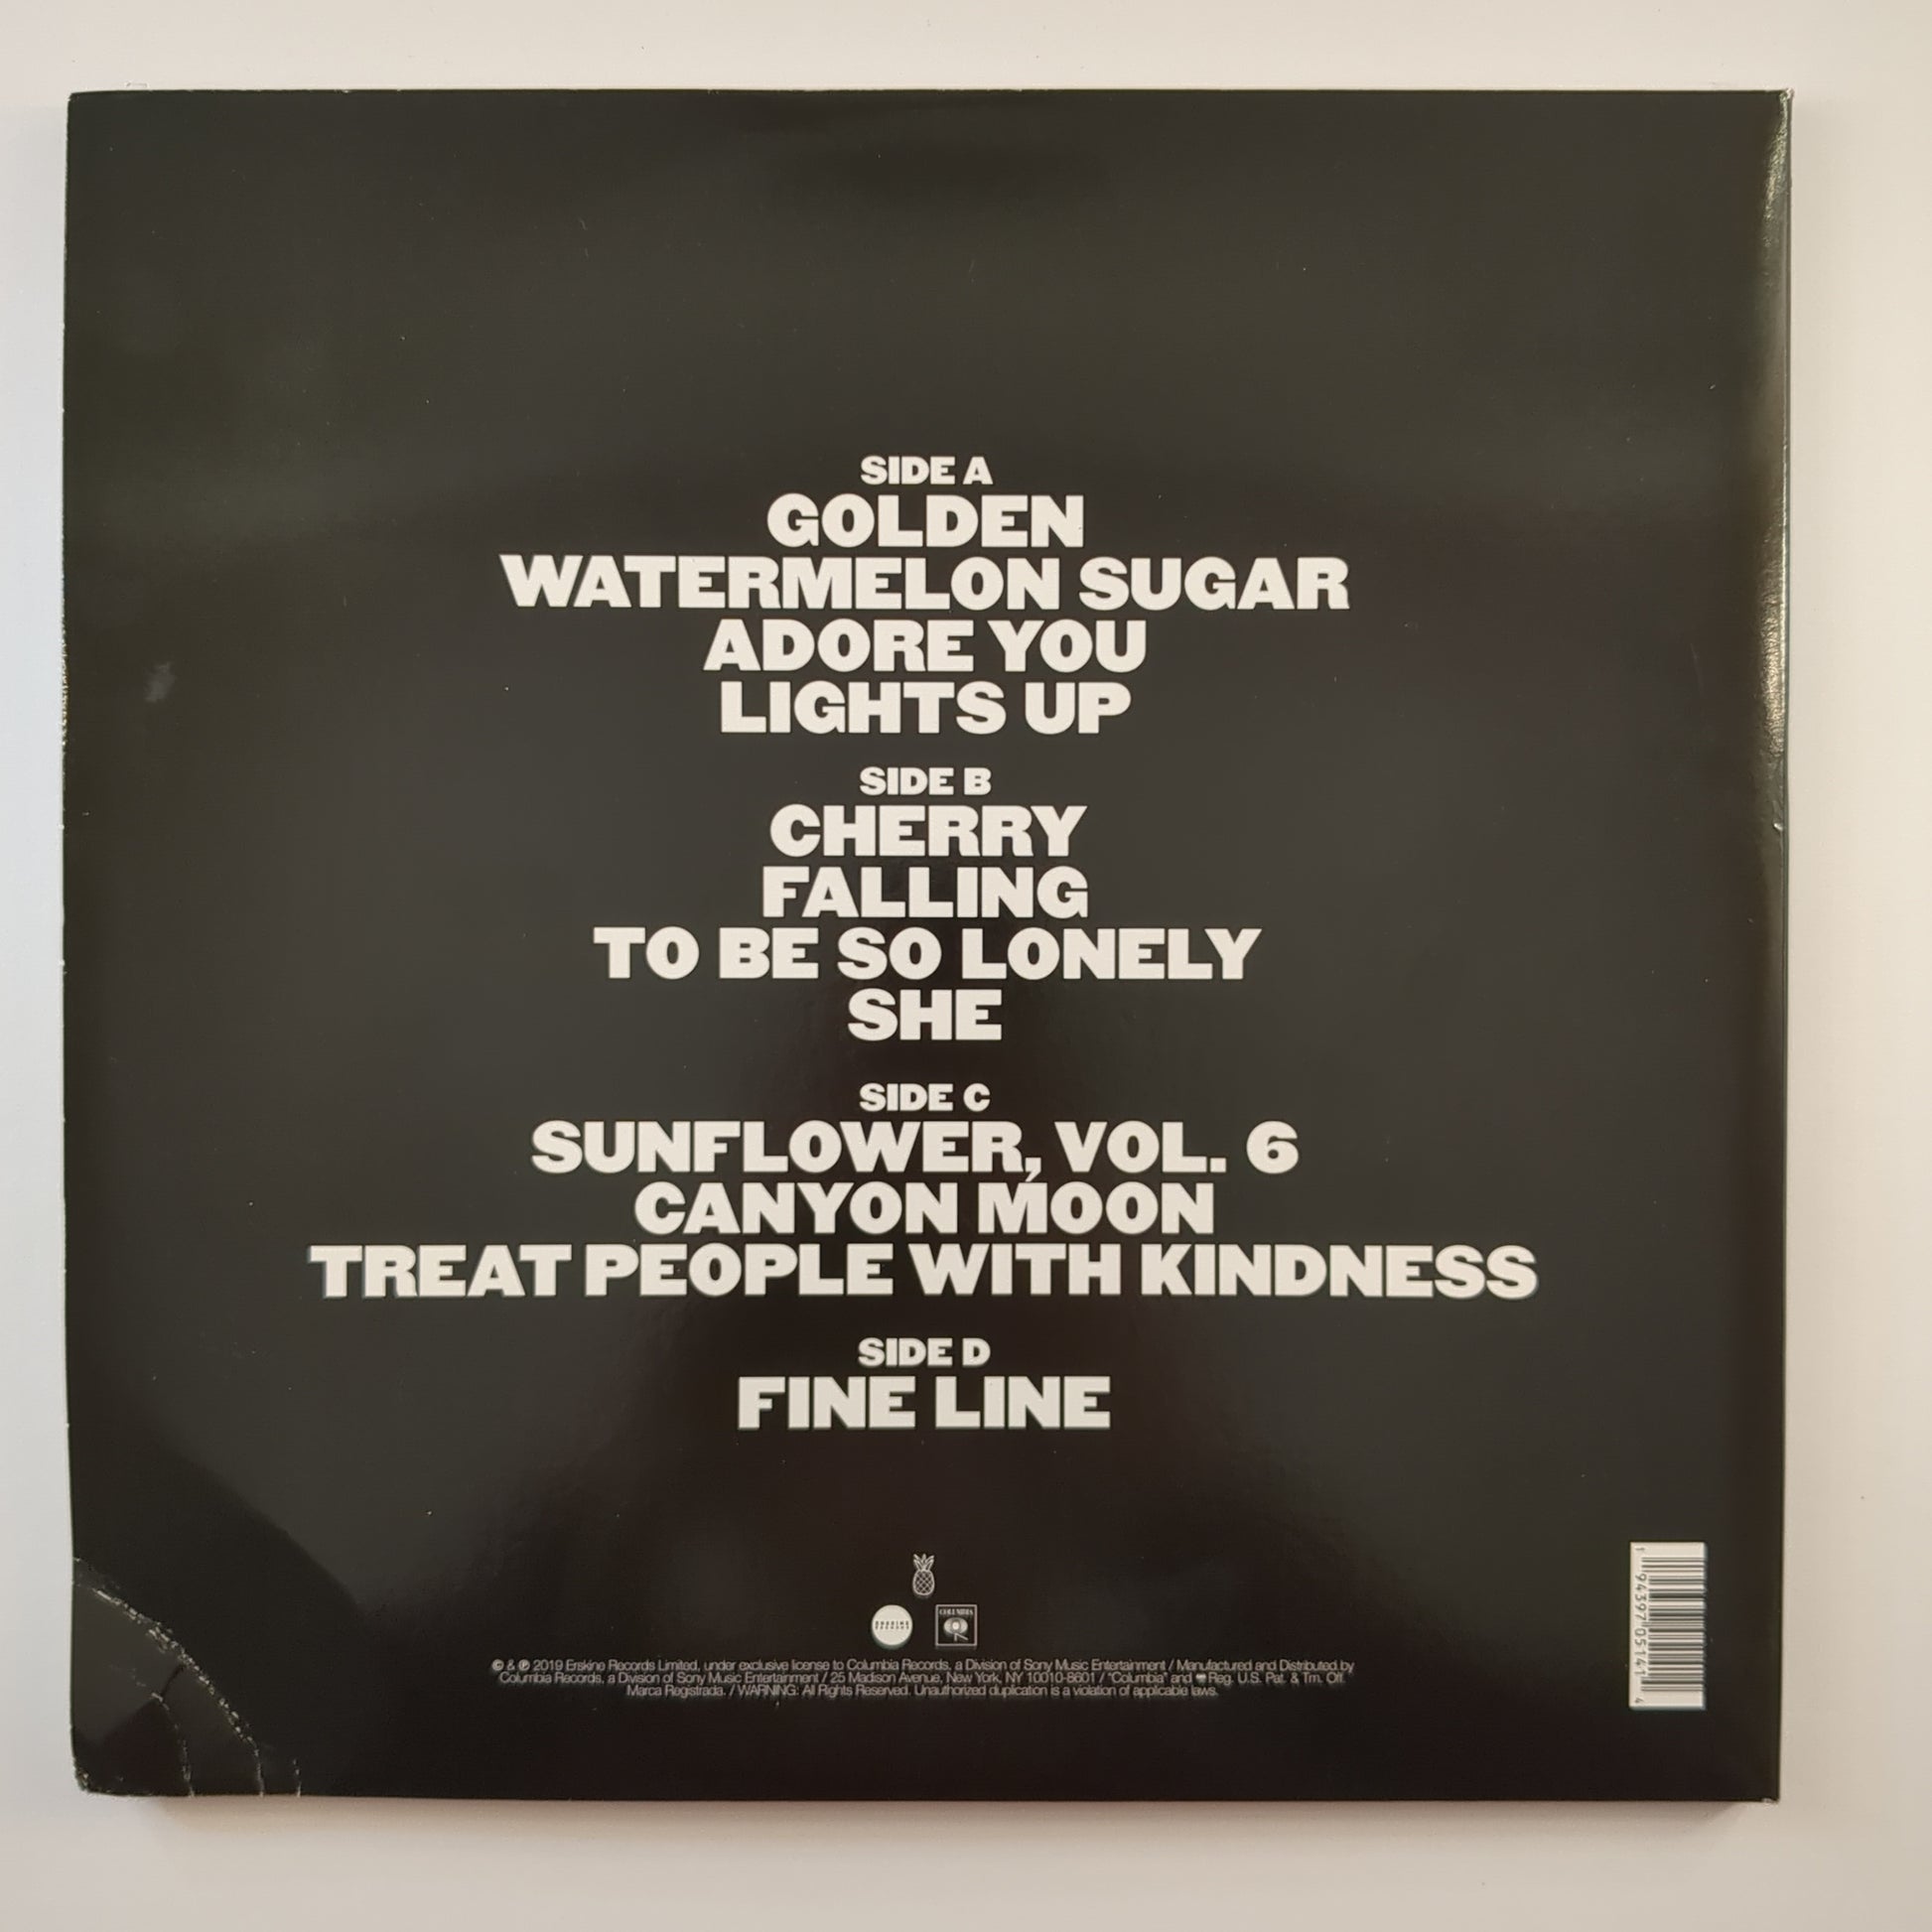 SIDE A
GOLDEN
WATERMELON SUGAR
ADORE YOU
LIGHTS UP
SIDE B
CHERRY
FALLING
TO BE SO LONELY
SHE
SIDE C
SUNFLOWER, VOL. 6
CANYON MOON
TREAT PEOPLE WITH KINDNESS
SIDE D
FINE LINE
COLUMBIA
© & ℗ 2019 Erskine Records Limited, under exclusive license to Columbia Records, a Division of Sony Music Entertainment / Manufactured and Distributed by
Columbia Records, a Division of Sony Music Entertainment / 25 Madison Avenue, New York, NY 10010-8601 / "Columbia" and Reg. U.S. Pat. & Tm. Off.
Marca Registrada. / WARNING: All Rights Reserved. Unauthorized duplication is a violation of applicable laws.
1 94397 05141 4